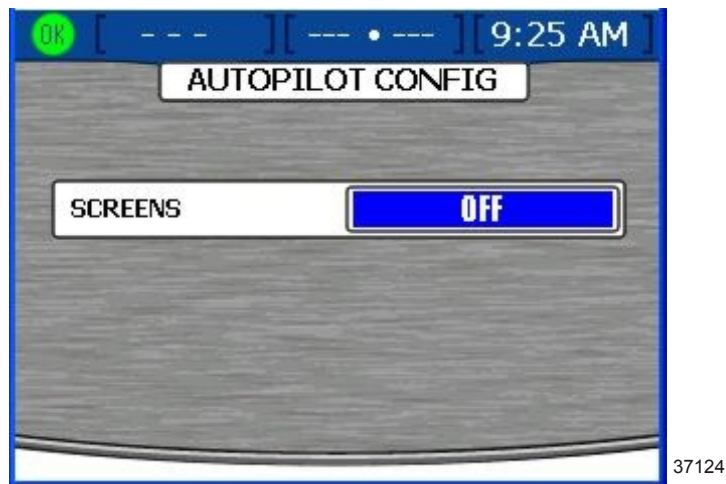 OK [ - - - ][ --- • --- ][ 9:25 AM ]
AUTOPILOT CONFIG
SCREENS OFF
37124